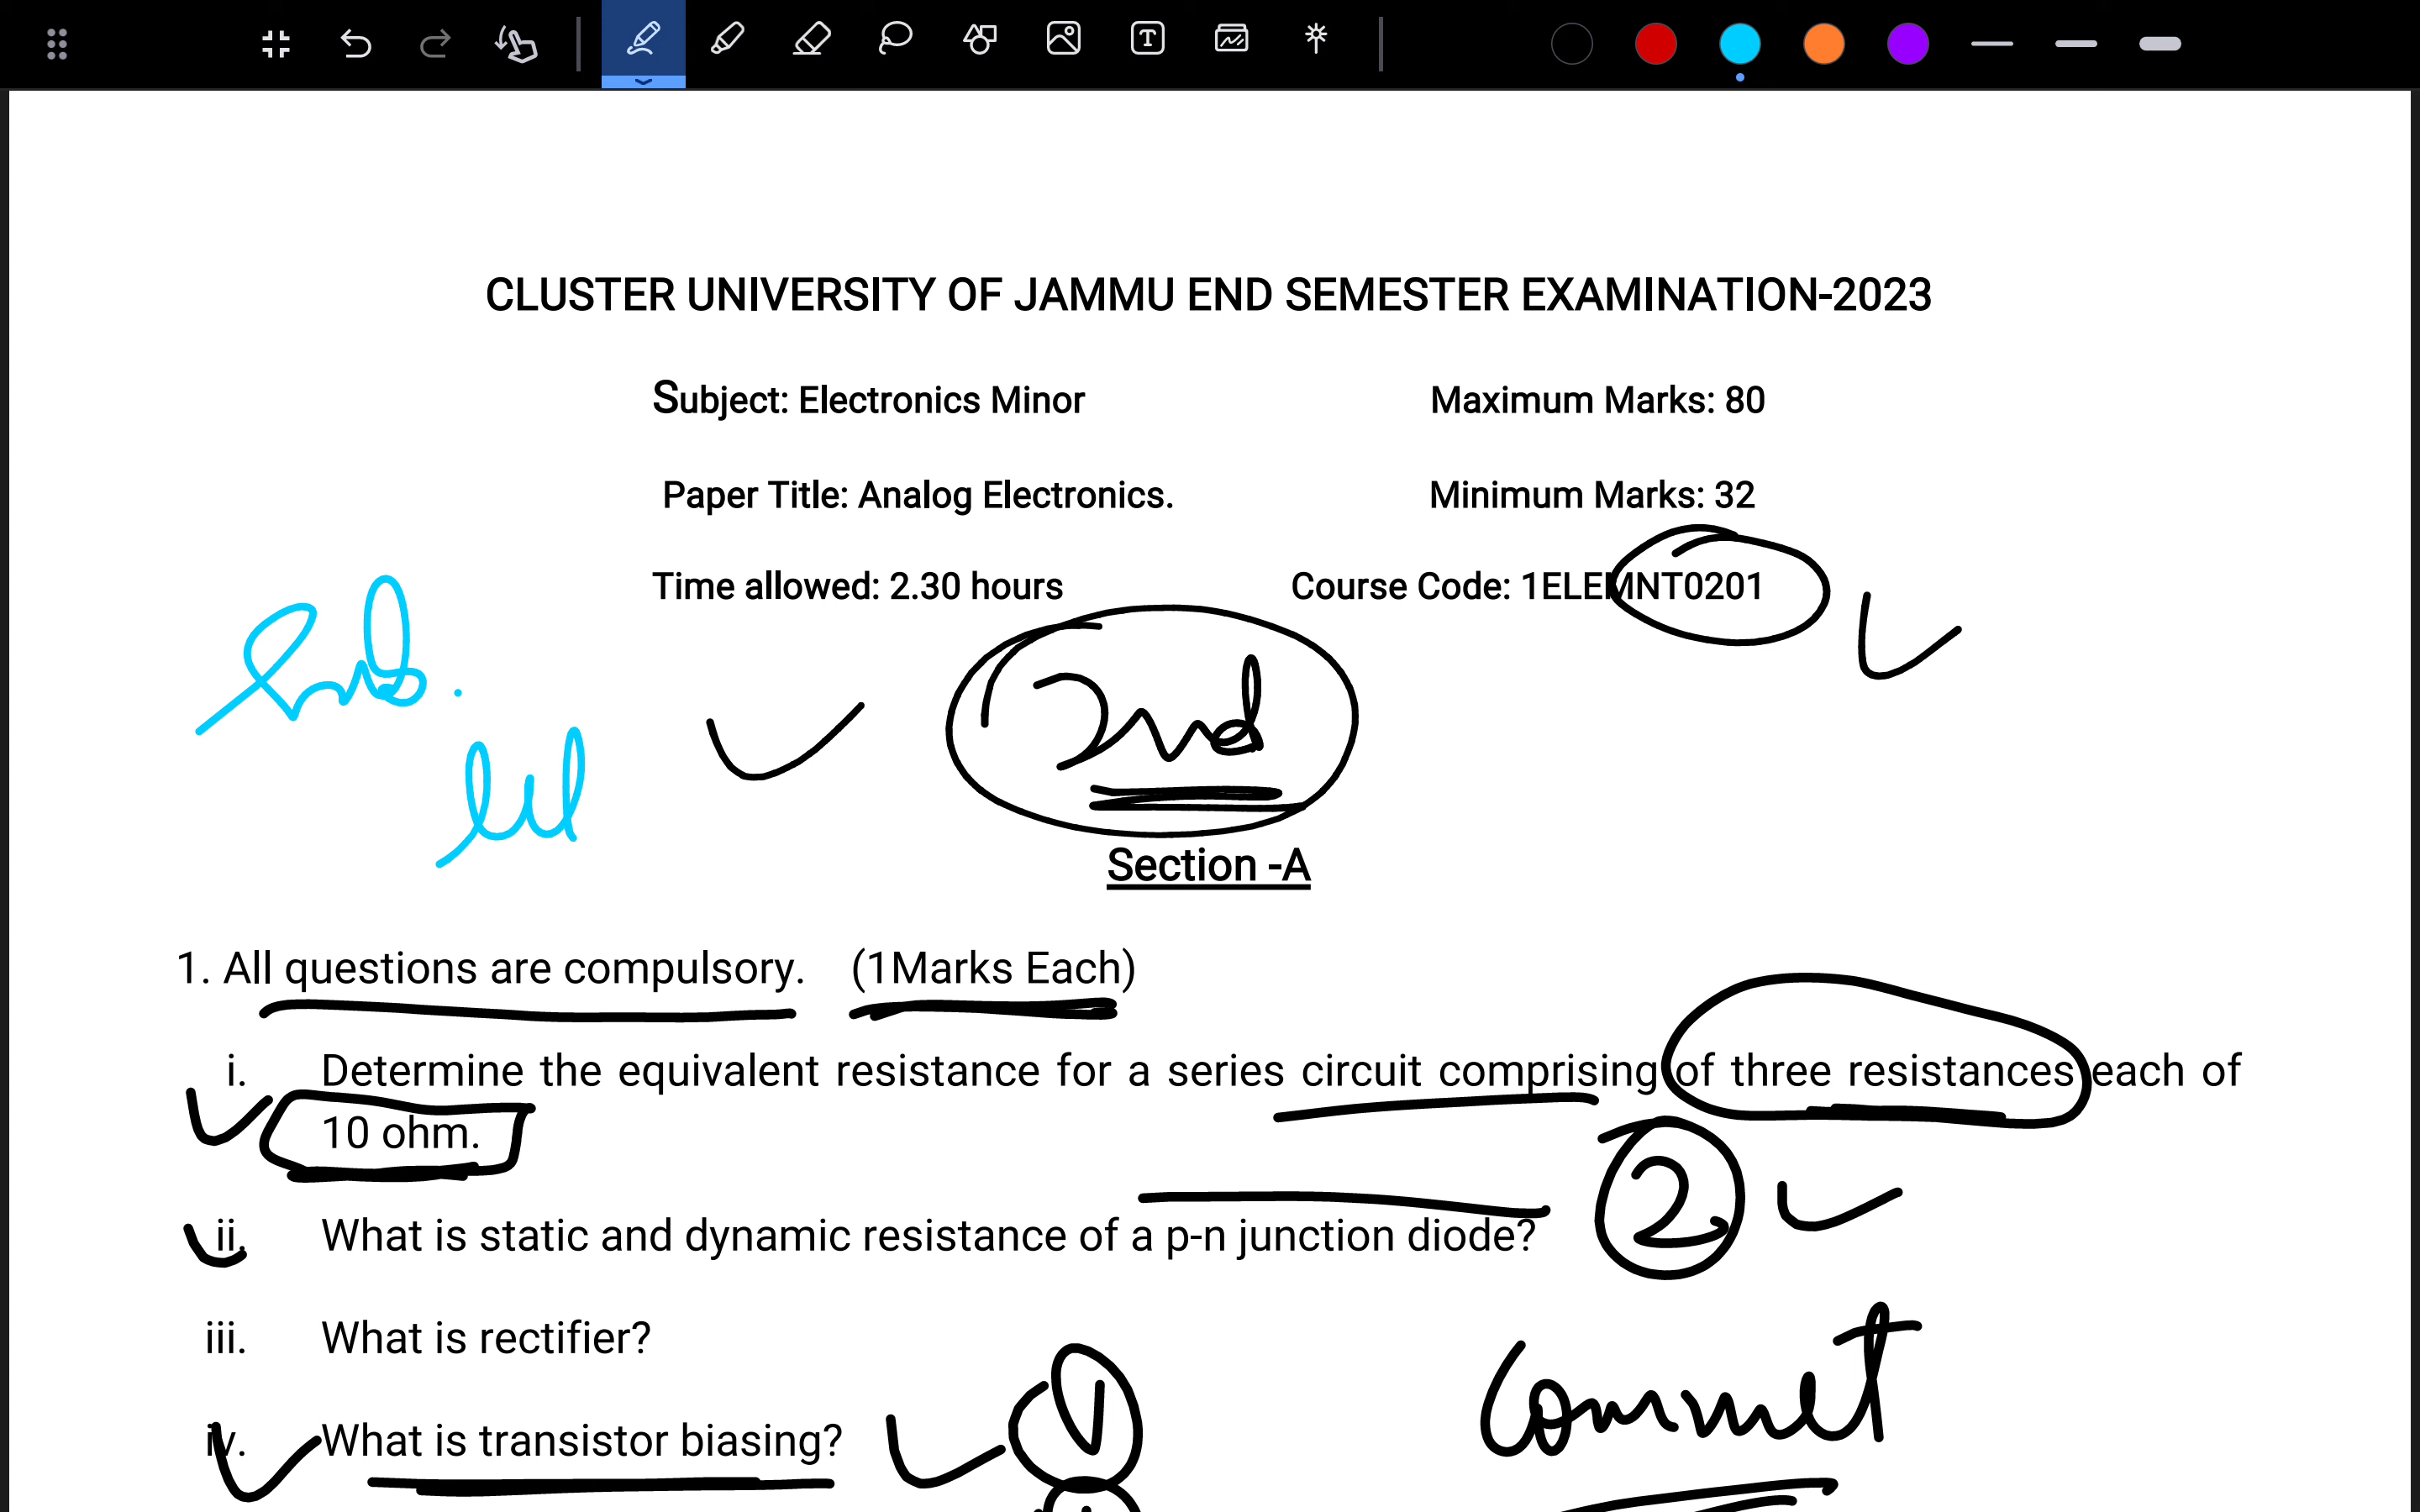 CLUSTER UNIVERSITY OF JAMMU END SEMESTER EXAMINATION-2023
Subject: Electronics Minor Maximum Marks: 80
Paper Title: Analog Electronics. Minimum Marks: 32
Time allowed: 2.30 hours Course Code: 1ELEMNT0201
2nd
Section -A
1. All questions are compulsory. (1Marks Each)
i. Determine the equivalent resistance for a series circuit comprising of three resistances each of
10 ohm.
2
ii. What is static and dynamic resistance of a p-n junction diode?
iii. What is rectifier?
iv. What is transistor biasing?